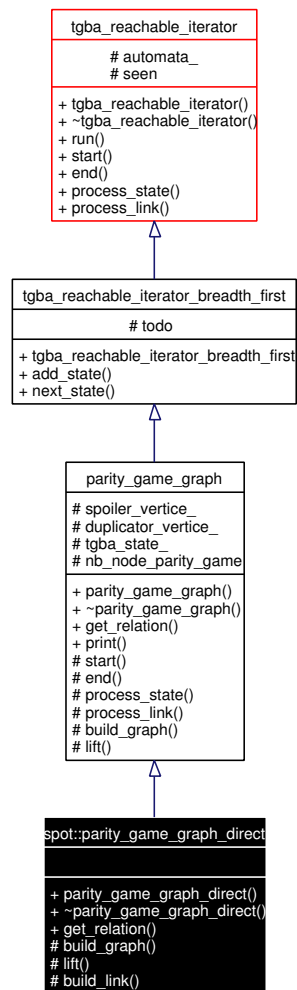 tgba_reachable_iterator
# automata_
# seen
+ tgba_reachable_iterator()
+ ~tgba_reachable_iterator()
+ run()
+ start()
+ end()
+ process_state()
+ process_link()
tgba_reachable_iterator_breadth_first
# todo
+ tgba_reachable_iterator_breadth_first
+ add_state()
+ next_state()
parity_game_graph
# spoiler_vertice_
# duplicator_vertice_
# tgba_state_
# nb_node_parity_game
+ parity_game_graph()
+ ~parity_game_graph()
+ get_relation()
+ print()
# start()
# end()
# process_state()
# process_link()
# build_graph()
# lift()
spot::parity_game_graph_direct
+ parity_game_graph_direct()
+ ~parity_game_graph_direct()
+ get_relation()
# build_graph()
# lift()
# build_link()